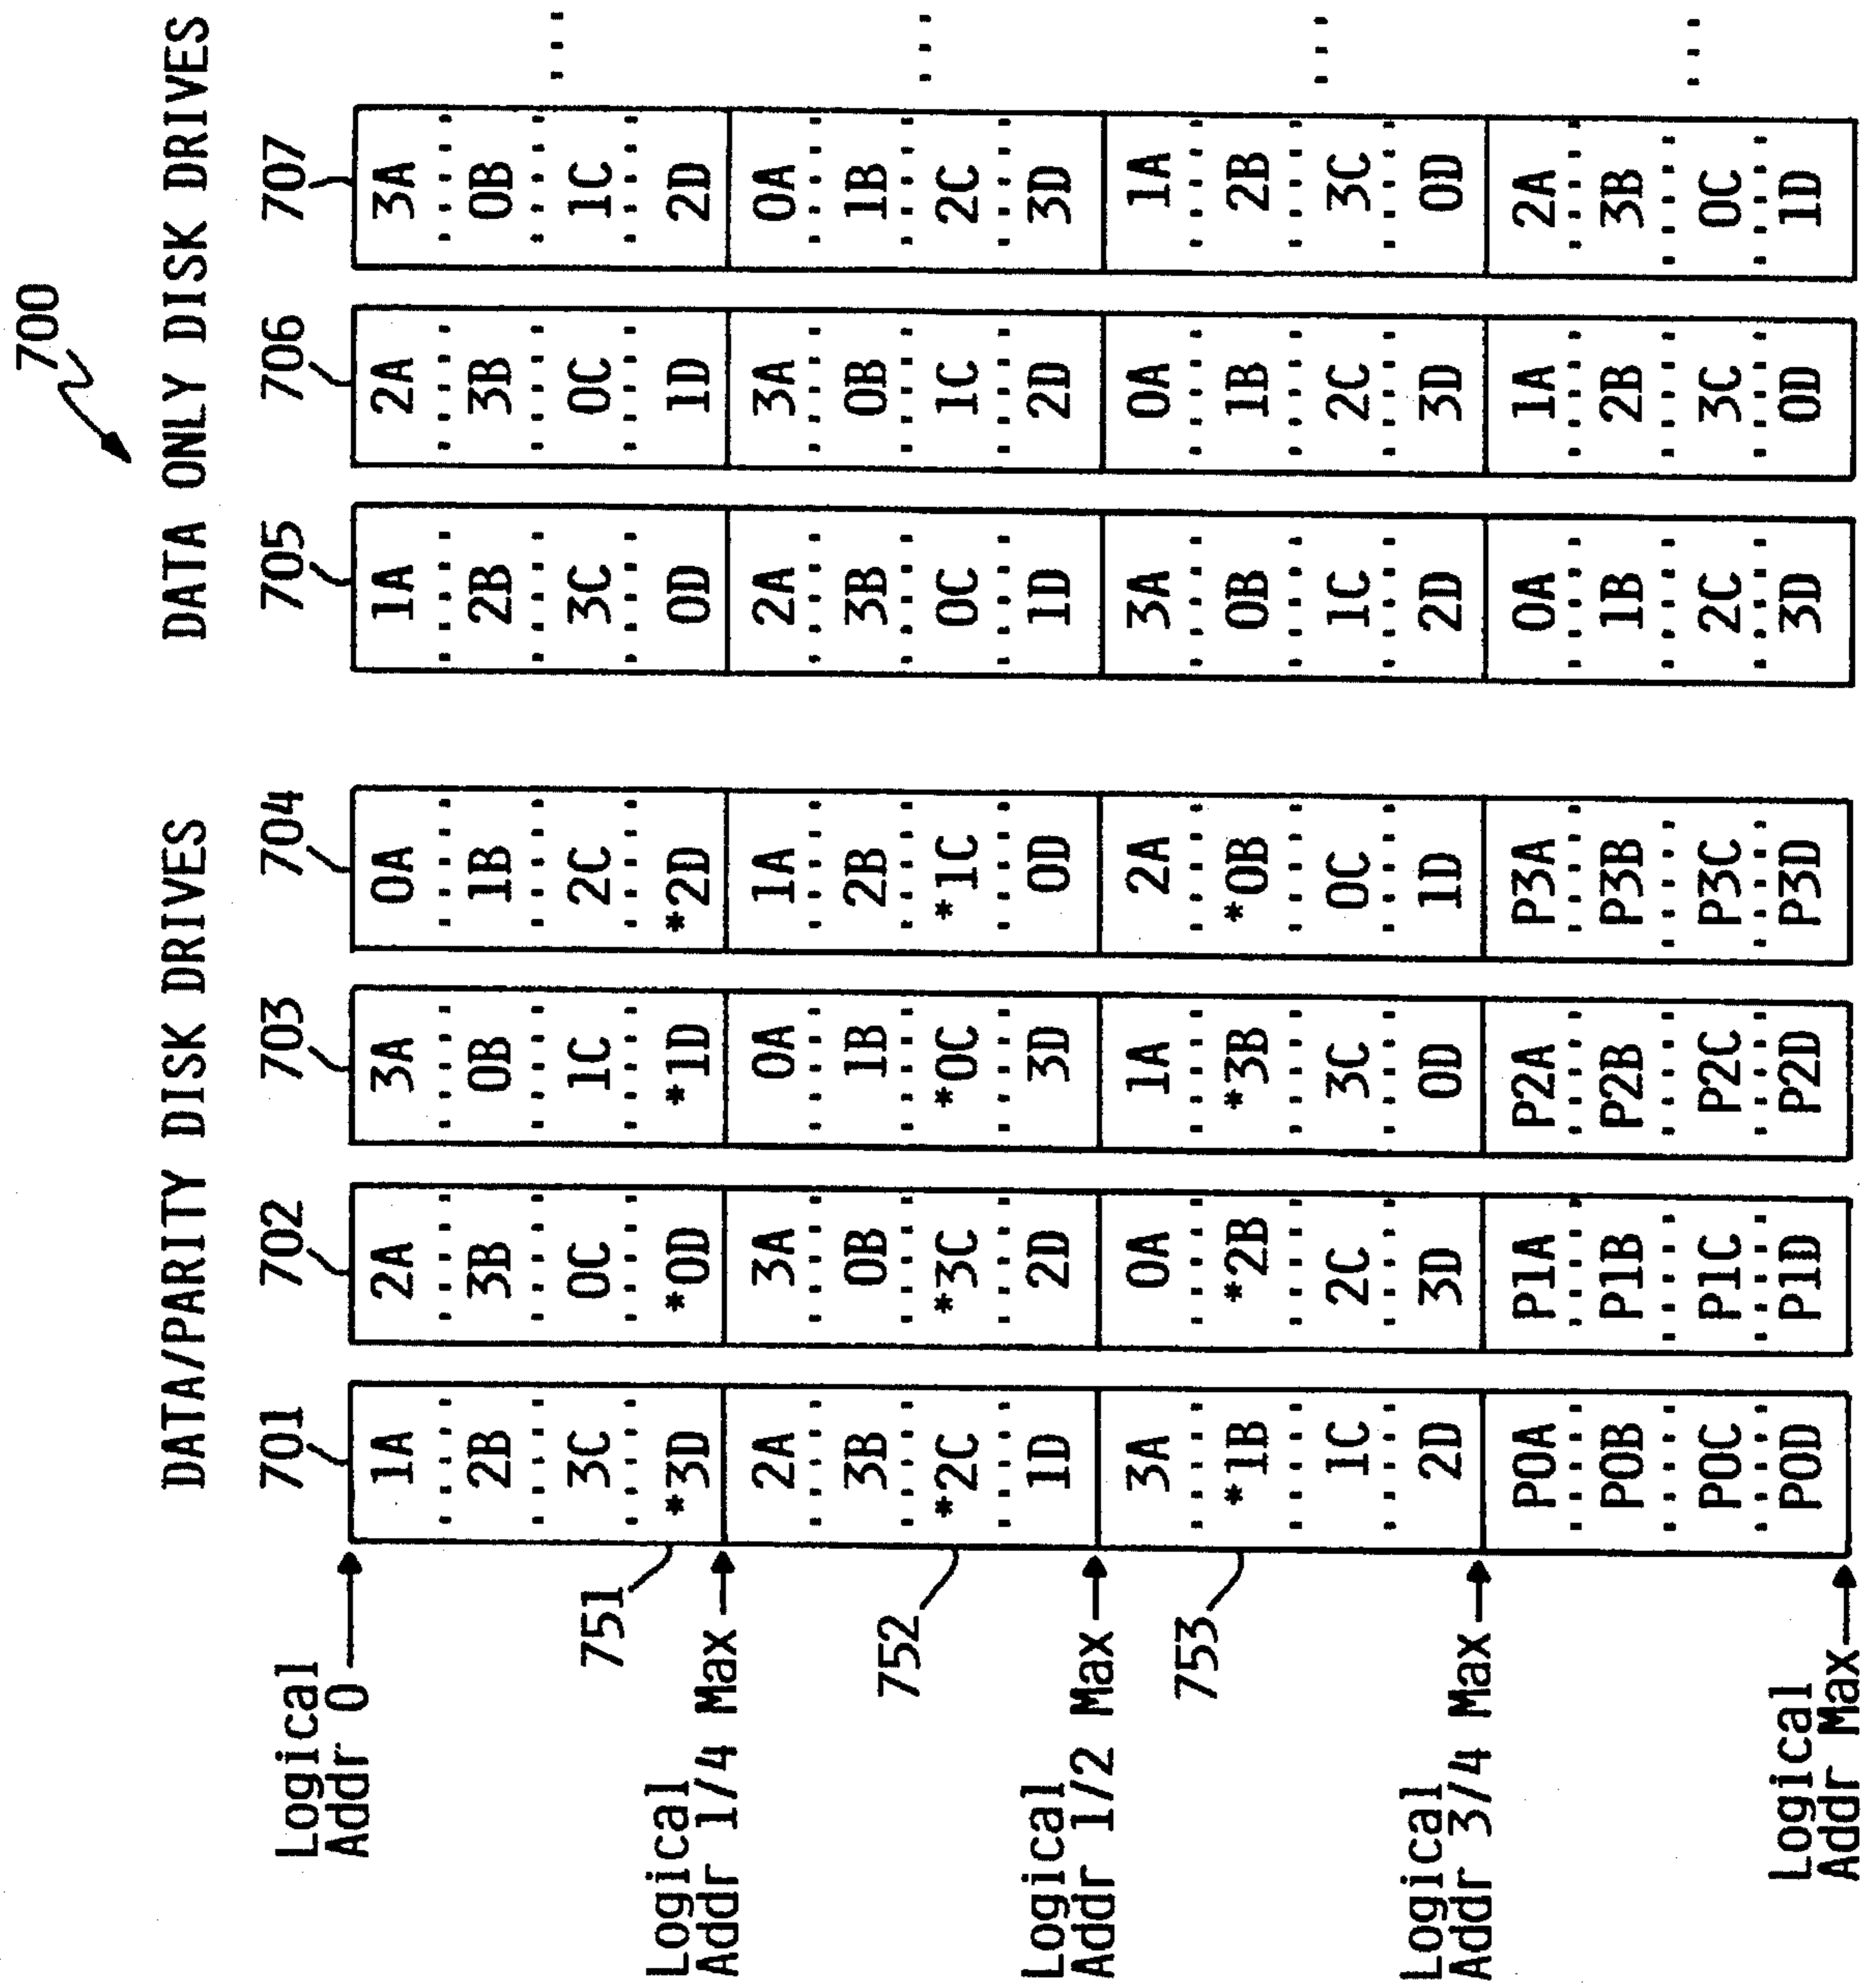 700
DATA/PARITY DISK DRIVES
DATA ONLY DISK DRIVES
701 702 703 704 705 706 707
Logical
Addr 0
1A 2A 3A 0A 1A 2A 3A
2B 3B 0B 1B 2B 3B 0B
3C 0C 1C 2C 3C 0C 1C
751
*3D *0D *1D *2D 0D 1D 2D
Logical
Addr 1/4 Max
2A 3A 0A 1A 2A 3A 0A
3B 0B 1B 2B 3B 0B 1B
752
*2C *3C *0C *1C 0C 1C 2C
1D 2D 3D 0D 1D 2D 3D
Logical
Addr 1/2 Max
3A 0A 1A 2A 3A 0A 1A
753
*1B *2B *3B *0B 0B 1B 2B
1C 2C 3C 0C 1C 2C 3C
2D 3D 0D 1D 2D 3D 0D
Logical
Addr 3/4 Max
P0A P1A P2A P3A 0A 1A 2A
P0B P1B P2B P3B 1B 2B 3B
P0C P1C P2C P3C 2C 3C 0C
P0D P1D P2D P3D 3D 0D 1D
Logical
Addr Max